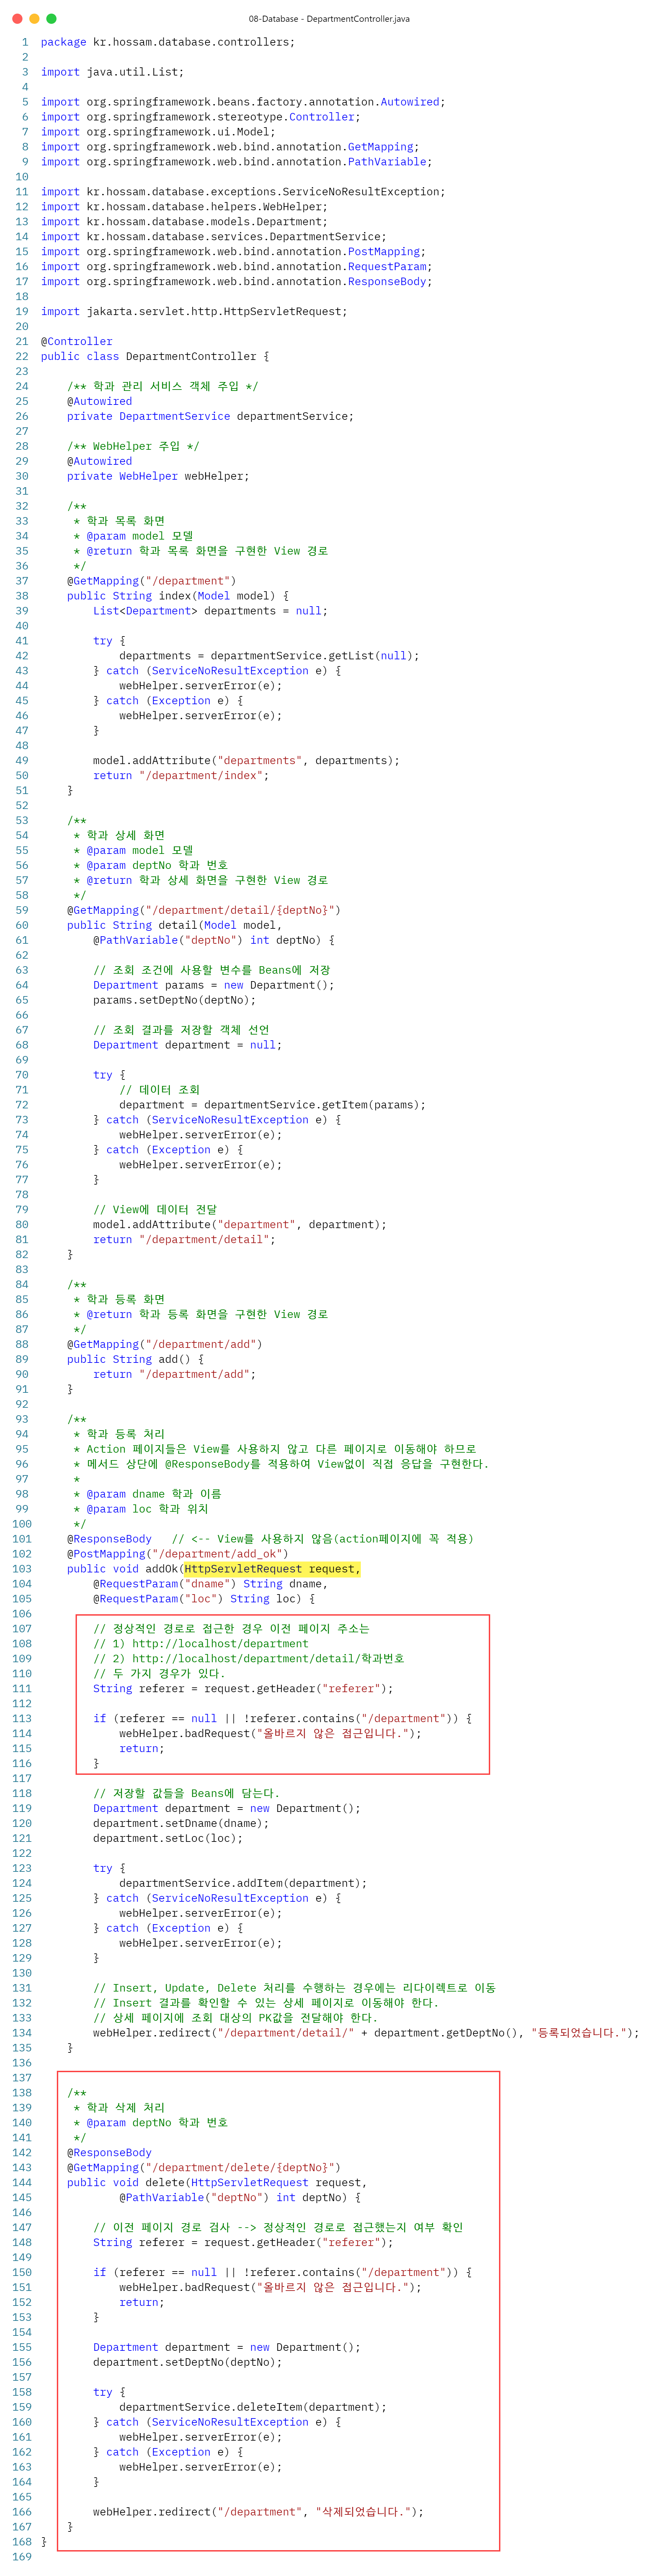 08-Database - DepartmentController.java
1 package kr.hossam.database.controllers;
2
3 import java.util.List;
4
5 import org.springframework.beans.factory.annotation.Autowired;
6 import org.springframework.stereotype.Controller;
7 import org.springframework.ui.Model;
8 import org.springframework.web.bind.annotation.GetMapping;
9 import org.springframework.web.bind.annotation.PathVariable;
10
11 import kr.hossam.database.exceptions.ServiceNoResultException;
12 import kr.hossam.database.helpers.WebHelper;
13 import kr.hossam.database.models.Department;
14 import kr.hossam.database.services.DepartmentService;
15 import org.springframework.web.bind.annotation.PostMapping;
16 import org.springframework.web.bind.annotation.RequestParam;
17 import org.springframework.web.bind.annotation.ResponseBody;
18
19 import jakarta.servlet.http.HttpServletRequest;
20
21 @Controller
22 public class DepartmentController {
23
24     /** 학과 관리 서비스 객체 주입 */
25     @Autowired
26     private DepartmentService departmentService;
27
28     /** WebHelper 주입 */
29     @Autowired
30     private WebHelper webHelper;
31
32     /**
33      * 학과 목록 화면
34      * @param model 모델
35      * @return 학과 목록 화면을 구현한 View 경로
36      */
37     @GetMapping("/department")
38     public String index(Model model) {
39         List<Department> departments = null;
40
41         try {
42             departments = departmentService.getList(null);
43         } catch (ServiceNoResultException e) {
44             webHelper.serverError(e);
45         } catch (Exception e) {
46             webHelper.serverError(e);
47         }
48
49         model.addAttribute("departments", departments);
50         return "/department/index";
51     }
52
53     /**
54      * 학과 상세 화면
55      * @param model 모델
56      * @param deptNo 학과 번호
57      * @return 학과 상세 화면을 구현한 View 경로
58      */
59     @GetMapping("/department/detail/{deptNo}")
60     public String detail(Model model,
61         @PathVariable("deptNo") int deptNo) {
62
63         // 조회 조건에 사용할 변수를 Beans에 저장
64         Department params = new Department();
65         params.setDeptNo(deptNo);
66
67         // 조회 결과를 저장할 객체 선언
68         Department department = null;
69
70         try {
71             // 데이터 조회
72             department = departmentService.getItem(params);
73         } catch (ServiceNoResultException e) {
74             webHelper.serverError(e);
75         } catch (Exception e) {
76             webHelper.serverError(e);
77         }
78
79         // View에 데이터 전달
80         model.addAttribute("department", department);
81         return "/department/detail";
82     }
83
84     /**
85      * 학과 등록 화면
86      * @return 학과 등록 화면을 구현한 View 경로
87      */
88     @GetMapping("/department/add")
89     public String add() {
90         return "/department/add";
91     }
92
93     /**
94      * 학과 등록 처리
95      * Action 페이지들은 View를 사용하지 않고 다른 페이지로 이동해야 하므로
96      * 메서드 상단에 @ResponseBody를 적용하여 View없이 직접 응답을 구현한다.
97      *
98      * @param dname 학과 이름
99      * @param loc 학과 위치
100      */
101     @ResponseBody   // <-- View를 사용하지 않음(action페이지에 꼭 적용)
102     @PostMapping("/department/add_ok")
103     public void addOk(HttpServletRequest request,
104         @RequestParam("dname") String dname,
105         @RequestParam("loc") String loc) {
106
107         // 정상적인 경로로 접근한 경우 이전 페이지 주소는
108         // 1) http://localhost/department
109         // 2) http://localhost/department/detail/학과번호
110         // 두 가지 경우가 있다.
111         String referer = request.getHeader("referer");
112
113         if (referer == null || !referer.contains("/department")) {
114             webHelper.badRequest("올바르지 않은 접근입니다.");
115             return;
116         }
117
118         // 저장할 값들을 Beans에 담는다.
119         Department department = new Department();
120         department.setDname(dname);
121         department.setLoc(loc);
122
123         try {
124             departmentService.addItem(department);
125         } catch (ServiceNoResultException e) {
126             webHelper.serverError(e);
127         } catch (Exception e) {
128             webHelper.serverError(e);
129         }
130
131         // Insert, Update, Delete 처리를 수행하는 경우에는 리다이렉트로 이동
132         // Insert 결과를 확인할 수 있는 상세 페이지로 이동해야 한다.
133         // 상세 페이지에 조회 대상의 PK값을 전달해야 한다.
134         webHelper.redirect("/department/detail/" + department.getDeptNo(), "등록되었습니다.");
135     }
136
137
138     /**
139      * 학과 삭제 처리
140      * @param deptNo 학과 번호
141      */
142     @ResponseBody
143     @GetMapping("/department/delete/{deptNo}")
144     public void delete(HttpServletRequest request,
145             @PathVariable("deptNo") int deptNo) {
146
147         // 이전 페이지 경로 검사 --> 정상적인 경로로 접근했는지 여부 확인
148         String referer = request.getHeader("referer");
149
150         if (referer == null || !referer.contains("/department")) {
151             webHelper.badRequest("올바르지 않은 접근입니다.");
152             return;
153         }
154
155         Department department = new Department();
156         department.setDeptNo(deptNo);
157
158         try {
159             departmentService.deleteItem(department);
160         } catch (ServiceNoResultException e) {
161             webHelper.serverError(e);
162         } catch (Exception e) {
163             webHelper.serverError(e);
164         }
165
166         webHelper.redirect("/department", "삭제되었습니다.");
167     }
168 }
169